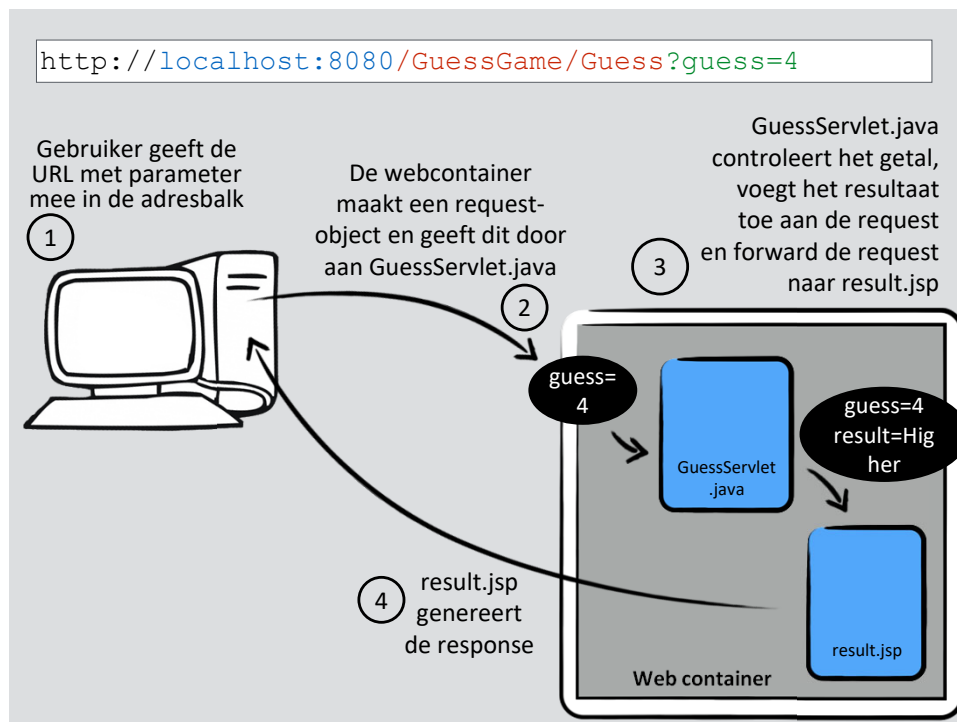 http://localhost:8080/GuessGame/Guess?guess=4
Gebruiker geeft de
URL met parameter
mee in de adresbalk
1
De webcontainer
maakt een request-
object en geeft dit door
aan GuessServlet.java
2
GuessServlet.java
controleert het getal,
voegt het resultaat
toe aan de request
en forward de request
naar result.jsp
3
guess=
4
GuessServlet
.java
guess=4
result=Hig
her
result.jsp
Web container
4
result.jsp
genereert
de response